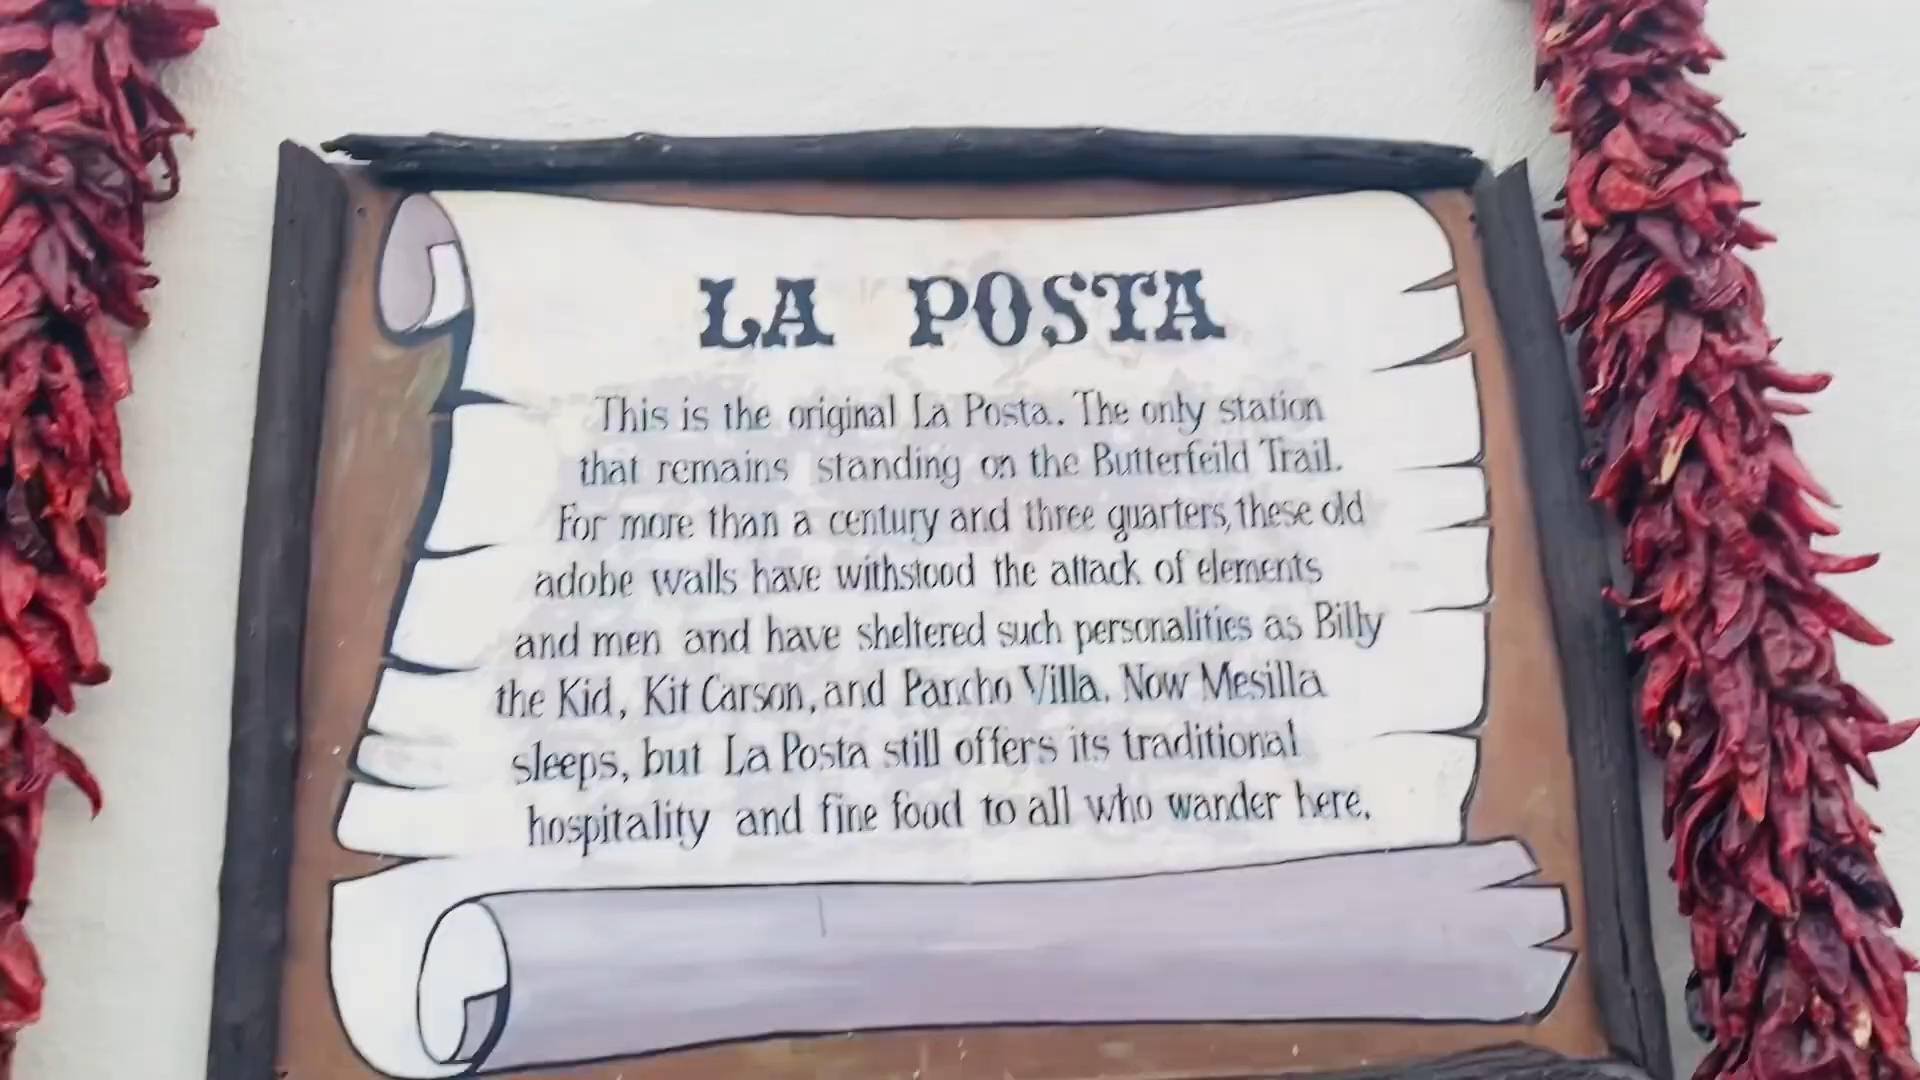 LA POSTA
This is the original La Posta. The only station
that remains standing on the Butterfeild Trail.
For more than a century and three quarters, these old
adobe walls have withstood the attack of elements
and men and have sheltered such personalities as Billy
the Kid, Kit Carson, and Pancho Villa. Now Mesilla
sleeps, but La Posta still offers its traditional
hospitality and fine food to all who wander here.